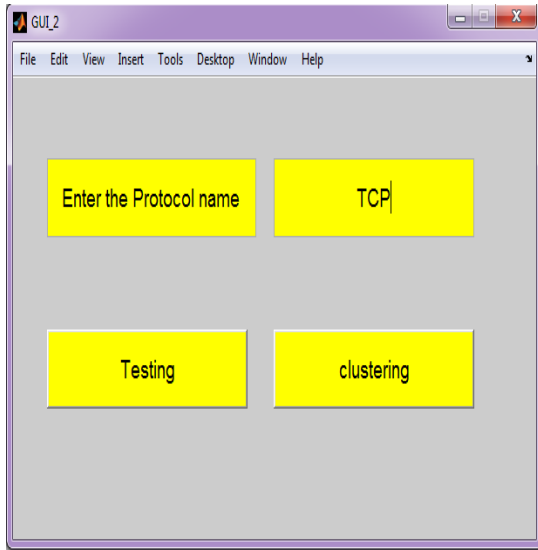 GUI_2
File Edit View Insert Tools Desktop Window Help
Enter the Protocol name
TCP
Testing
clustering